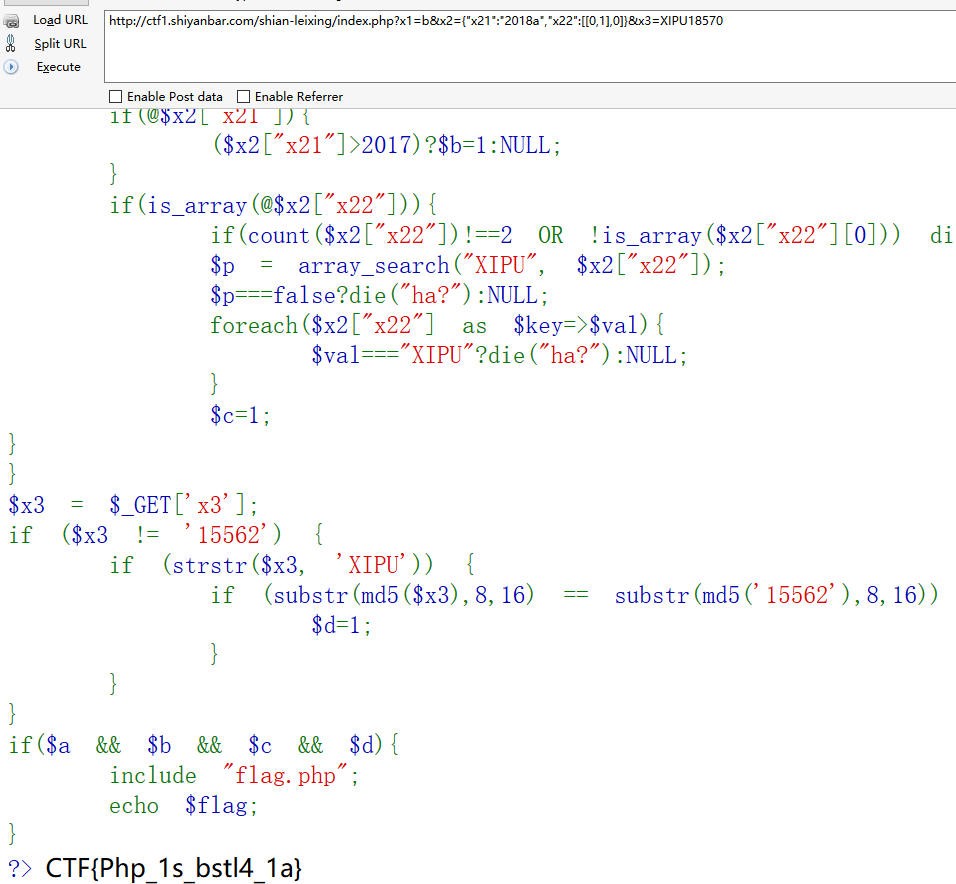 Load URL
http://ctf1.shiyanbar.com/shian-leixing/index.php?x1=b&x2={"x21":"2018a","x22":[[0,1],0]}&x3=XIPU18570
Split URL
Execute
Enable Post data Enable Referrer
if(@$x2["x21"]){
($x2["x21"]>2017)?$b=1:NULL;
}
if(is_array(@$x2["x22"])){
if(count($x2["x22"])!==2 OR !is_array($x2["x22"][0])) di
$p = array_search("XIPU", $x2["x22"]);
$p===false?die("ha?"):NULL;
foreach($x2["x22"] as $key=>$val){
$val==="XIPU"?die("ha?"):NULL;
}
$c=1;
}
}
$x3 = $_GET['x3'];
if ($x3 != '15562') {
if (strstr($x3, 'XIPU')) {
if (substr(md5($x3),8,16) == substr(md5('15562'),8,16))
$d=1;
}
}
}
if($a && $b && $c && $d){
include "flag.php";
echo $flag;
}
?> CTF{Php_1s_bstl4_1a}